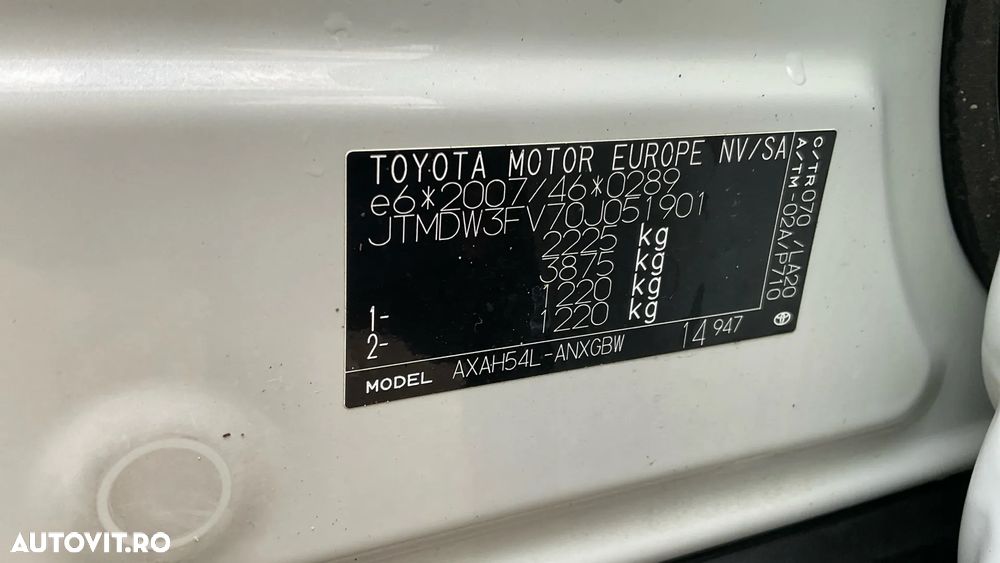 TOYOTA MOTOR EUROPE NV/SA
e6*2007/46*0289
JTMDW3FV70J051901
2225 kg
3875 kg
1- 1220 kg
2- 1220 kg
MODEL AXAH54L-ANXGBW 14 947
C/TR070 /LA20
A/TM-02A/P710
AUTOVIT.RO